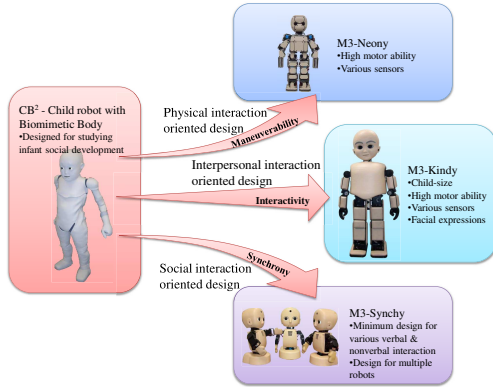 M3-Neony
•High motor ability
•Various sensors
CB² - Child robot with
Biomimetic Body
•Designed for studying
infant social development
Physical interaction
oriented design
Maneuverability
Interpersonal interaction
oriented design
Interactivity
M3-Kindy
•Child-size
•High motor ability
•Various sensors
•Facial expressions
Synchrony
Social interaction
oriented design
M3-Synchy
•Minimum design for
various verbal &
nonverbal interaction
•Design for multiple
robots